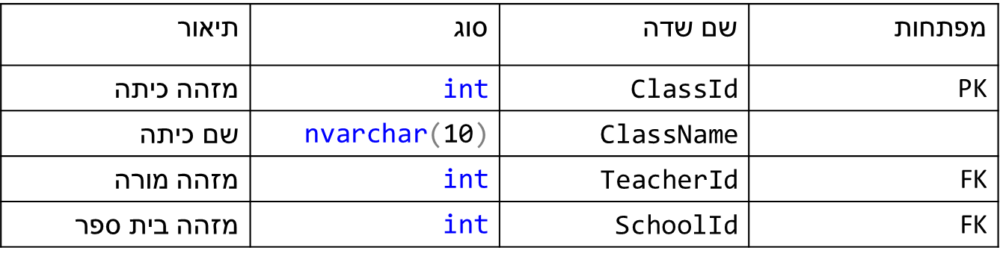 מפתחות שם שדה סוג תיאור
PK ClassId int מזהה כיתה
ClassName nvarchar(10) שם כיתה
FK TeacherId int מזהה מורה
FK SchoolId int מזהה בית ספר